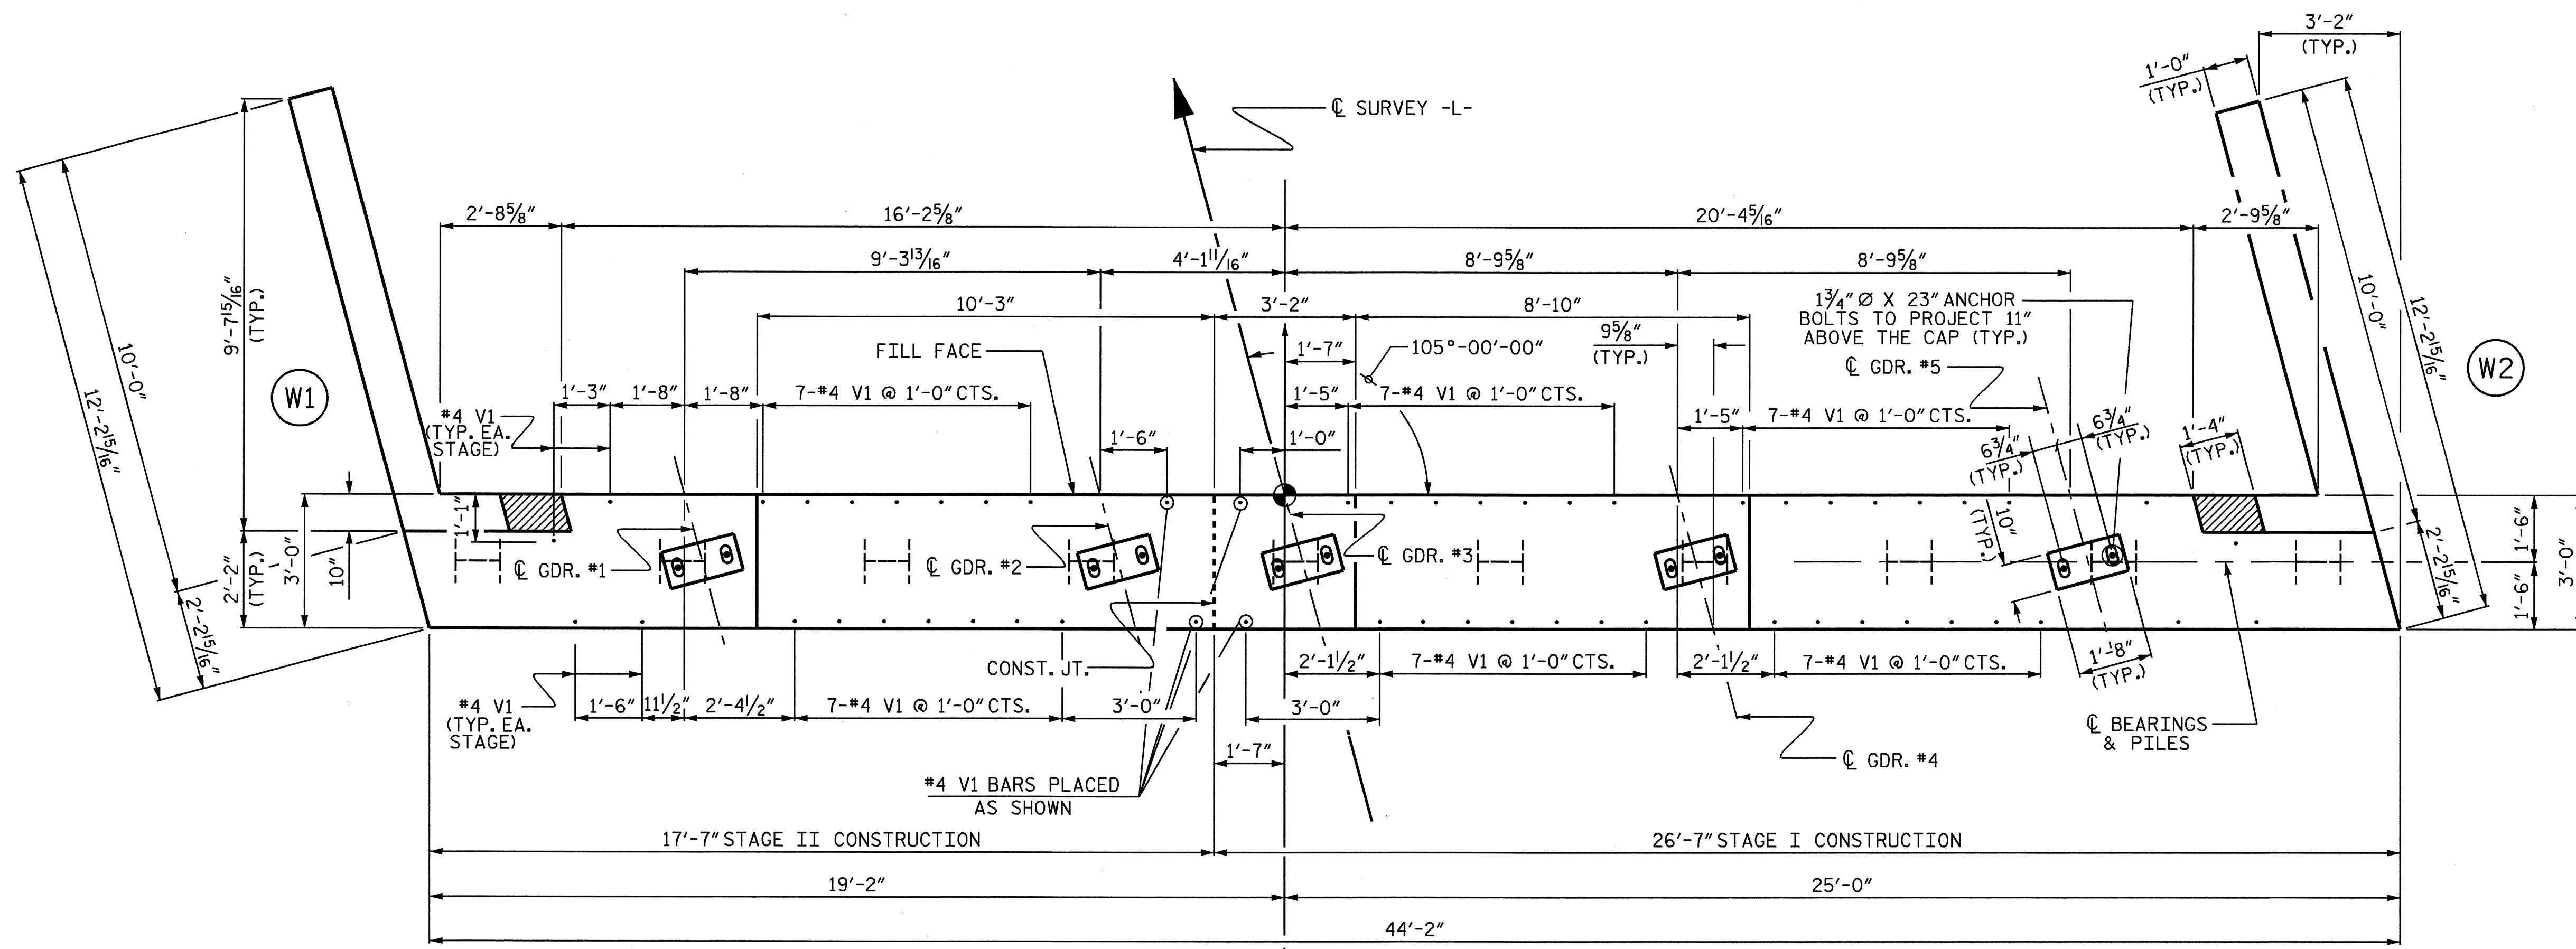 3'-2"
(TYP.)
1'-0"
(TYP.)
℄ SURVEY -L-
2'-8⅝"
16'-2⅝"
20'-4⁵⁄₁₆"
2'-9⅝"
9'-3¹³⁄₁₆"
4'-1¹¹⁄₁₆"
8'-9⅝"
8'-9⅝"
10'-3"
3'-2"
8'-10"
1¾" Ø X 23" ANCHOR
BOLTS TO PROJECT 11"
ABOVE THE CAP (TYP.)
9⅝"
(TYP.)
9'-7¹⁵⁄₁₆"
(TYP.)
10'-0"
12'-2¹⁵⁄₁₆"
FILL FACE
1'-7"
105°-00'-00"
℄ GDR. #5
10'-0"
12'-2¹⁵⁄₁₆"
W1
W2
1'-3"
1'-8"
1'-8"
7-#4 V1 @ 1'-0" CTS.
1'-5"
7-#4 V1 @ 1'-0" CTS.
#4 V1
(TYP. EA.
STAGE)
1'-6"
1'-0"
1'-5"
7-#4 V1 @ 1'-0" CTS.
6¾"
(TYP.)
6¾"
(TYP.)
1'-4"
(TYP.)
1'-1"
10"
(TYP.)
2'-2"
(TYP.)
3'-0"
10"
℄ GDR. #1
℄ GDR. #2
℄ GDR. #3
1'-6"
1'-6"
3'-0"
2'-2¹⁵⁄₁₆"
2'-2¹⁵⁄₁₆"
CONST. JT.
2'-1½"
7-#4 V1 @ 1'-0" CTS.
2'-1½"
7-#4 V1 @ 1'-0" CTS.
1'-8"
(TYP.)
#4 V1
(TYP. EA.
STAGE)
1'-6"
11½"
2'-4½"
7-#4 V1 @ 1'-0" CTS.
3'-0"
3'-0"
℄ BEARINGS
& PILES
1'-7"
℄ GDR. #4
#4 V1 BARS PLACED
AS SHOWN
17'-7" STAGE II CONSTRUCTION
26'-7" STAGE I CONSTRUCTION
19'-2"
25'-0"
44'-2"